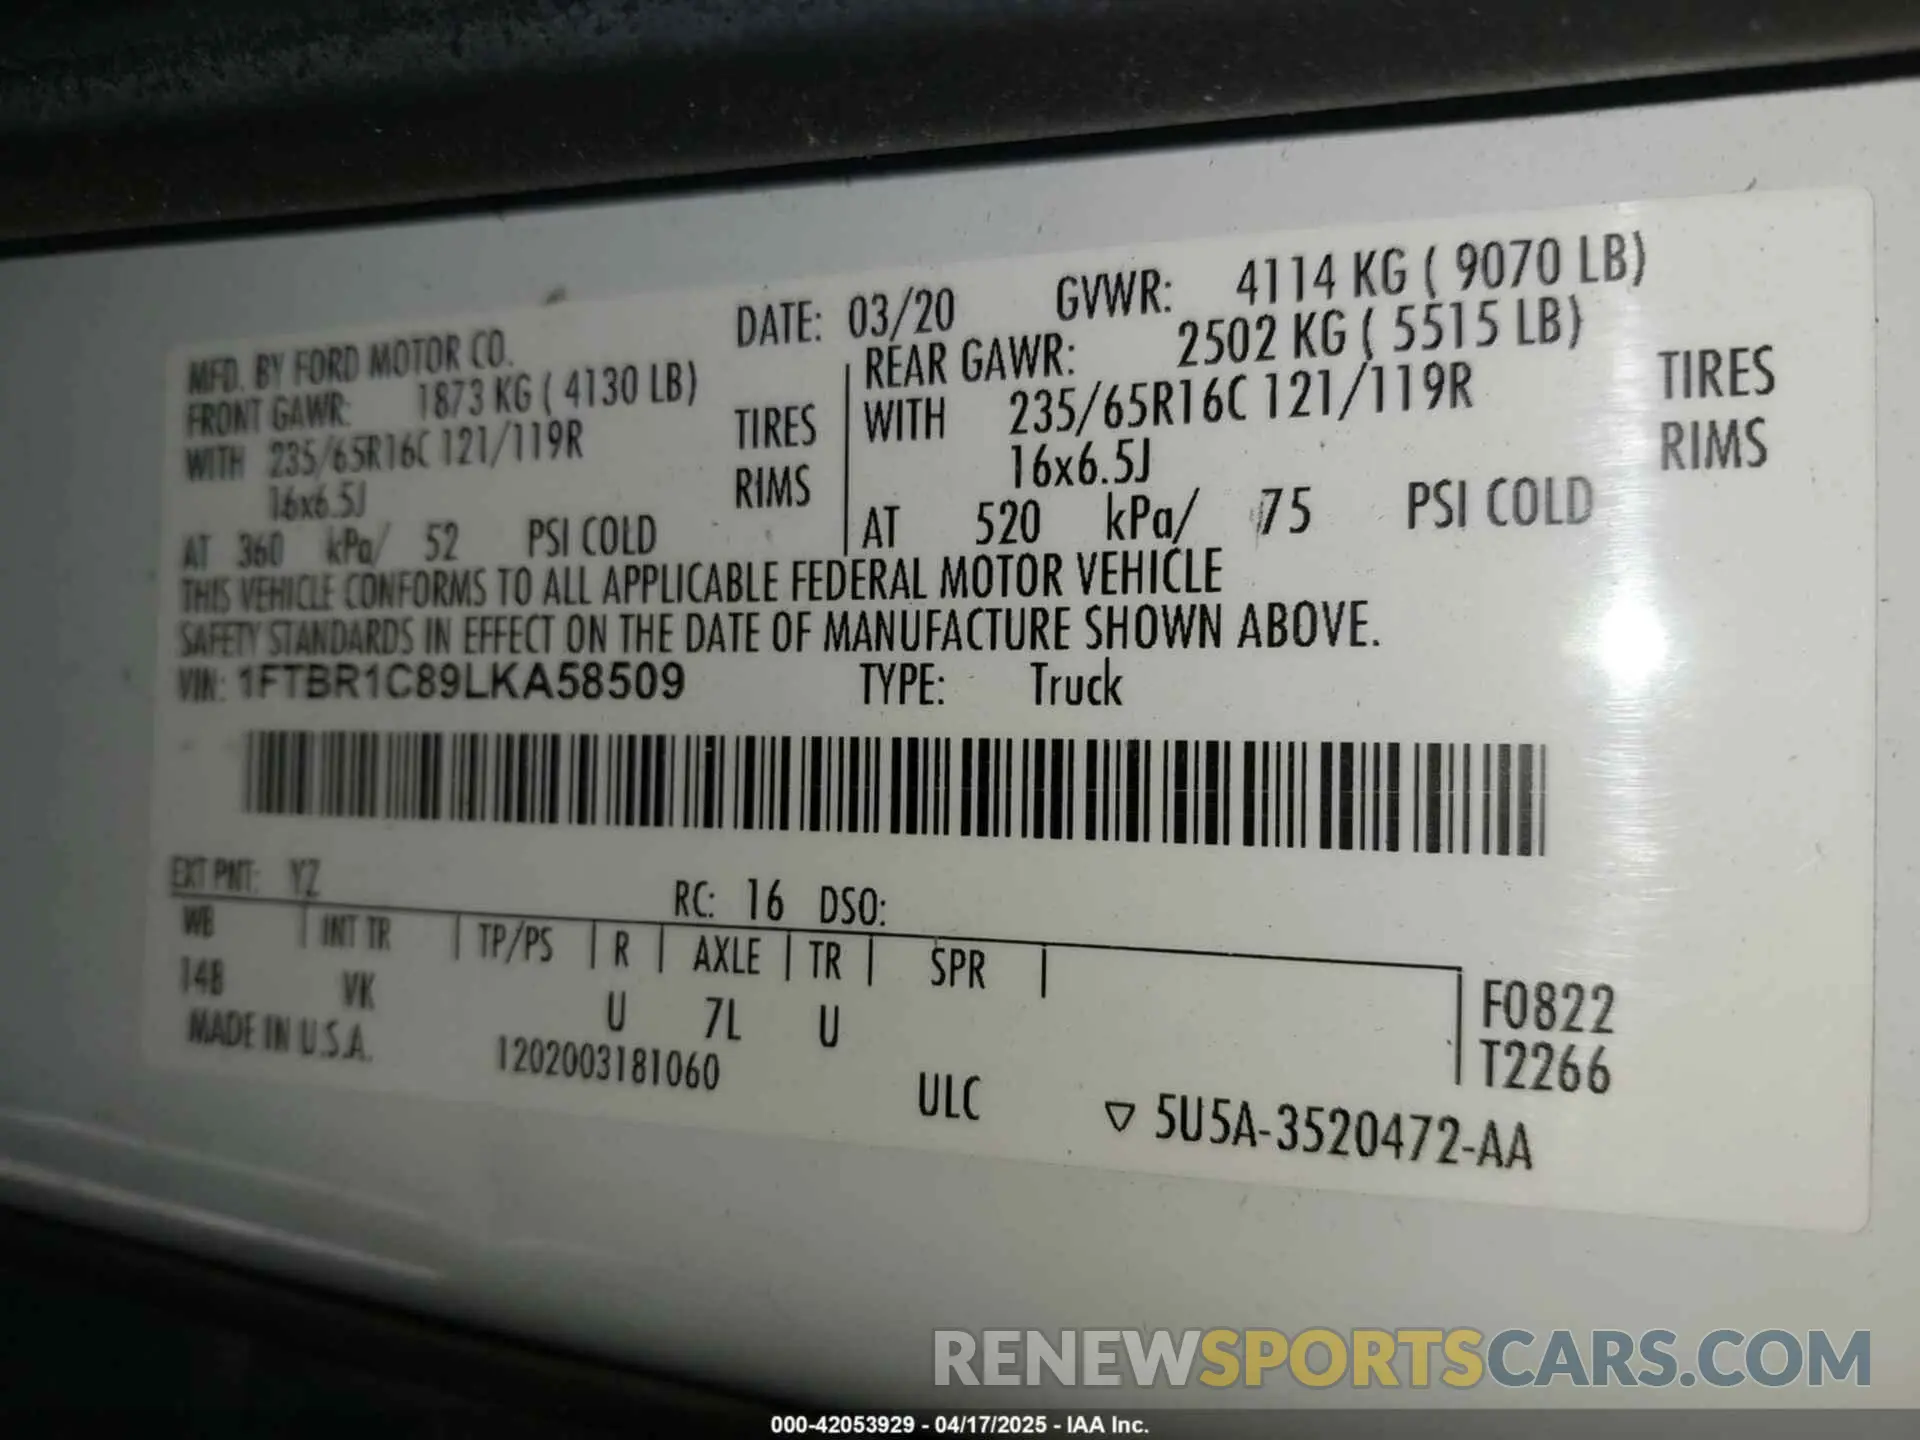 MFD. BY FORD MOTOR CO. DATE: 03/20 GVWR: 4114 KG ( 9070 LB)
FRONT GAWR: 1873 KG ( 4130 LB) REAR GAWR: 2502 KG ( 5515 LB)
WITH 235/65R16C 121/119R TIRES WITH 235/65R16C 121/119R TIRES
16x6.5J RIMS 16x6.5J RIMS
AT 360 kPa/ 52 PSI COLD AT 520 kPa/ 75 PSI COLD
THIS VEHICLE CONFORMS TO ALL APPLICABLE FEDERAL MOTOR VEHICLE
SAFETY STANDARDS IN EFFECT ON THE DATE OF MANUFACTURE SHOWN ABOVE.
VIN: 1FTBR1C89LKA58509 TYPE: Truck
EXT PNT: YZ RC: 16 DSO:
WB INT TR TP/PS R AXLE TR SPR
148 VK U 7L U F0822
T2266
MADE IN U.S.A. 1202003181060 ULC ▽ 5U5A-3520472-AA
RENEWSPORTSCARS.COM
000-42053929 - 04/17/2025 - IAA Inc.